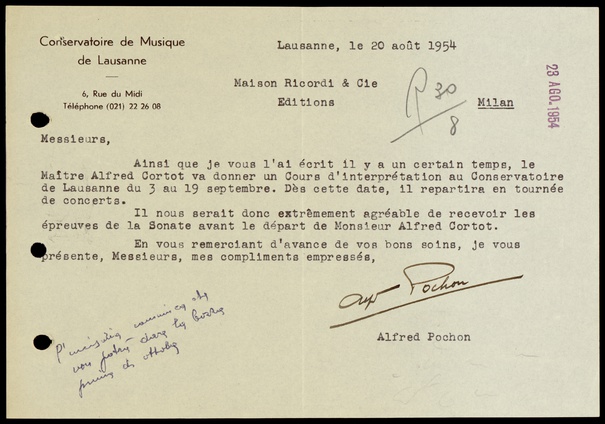 Conservatoire de Musique
de Lausanne
6, Rue du Midi
Téléphone (021) 22 26 08
Lausanne, le 20 août 1954
Maison Ricordi & Cie
Editions
Milan
30
8
23 AGO. 1954
Messieurs,
Ainsi que je vous l'ai écrit il y a un certain temps, le
Maître Alfred Cortot va donner un Cours d'interprétation au Conservatoire
de Lausanne du 3 au 19 septembre. Dès cette date, il repartira en tournée
de concerts.
Il nous serait donc extrêmement agréable de recevoir les
épreuves de la Sonate avant le départ de Monsieur Alfred Cortot.
En vous remerciant d'avance de vos bons soins, je vous
présente, Messieurs, mes compliments empressés,
Pochon
Alfred Pochon